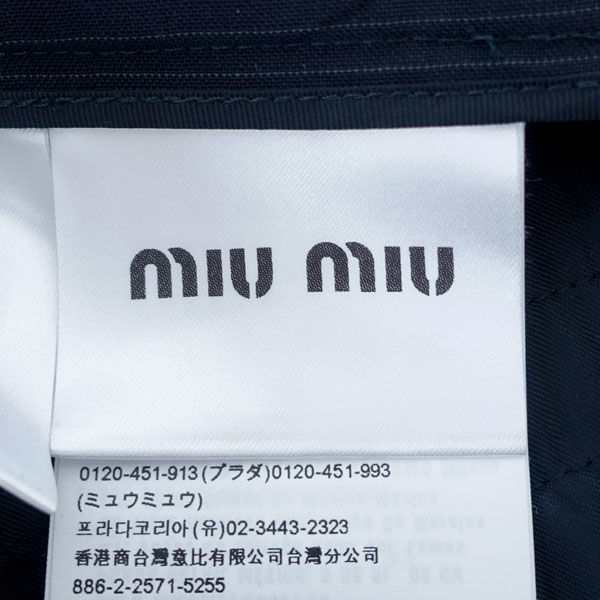 miu miu
0120-451-913 (プラダ)0120-451-993
(ミュウミュウ)
프라다코리아 (유)02-3443-2323
香港商台灣意比有限公司台灣分公司
886-2-2571-5255